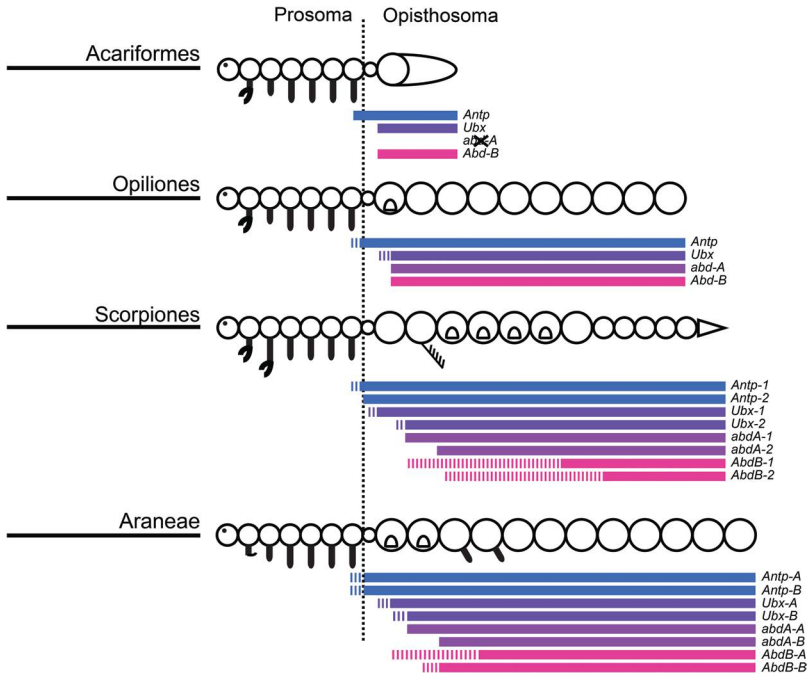 Prosoma Opisthosoma
Acariformes
Antp
Ubx
abd-A
Abd-B
Opiliones
Antp
Ubx
abd-A
Abd-B
Scorpiones
Antp-1
Antp-2
Ubx-1
Ubx-2
abdA-1
abdA-2
AbdB-1
AbdB-2
Araneae
Antp-A
Antp-B
Ubx-A
Ubx-B
abdA-A
abdA-B
AbdB-A
AbdB-B